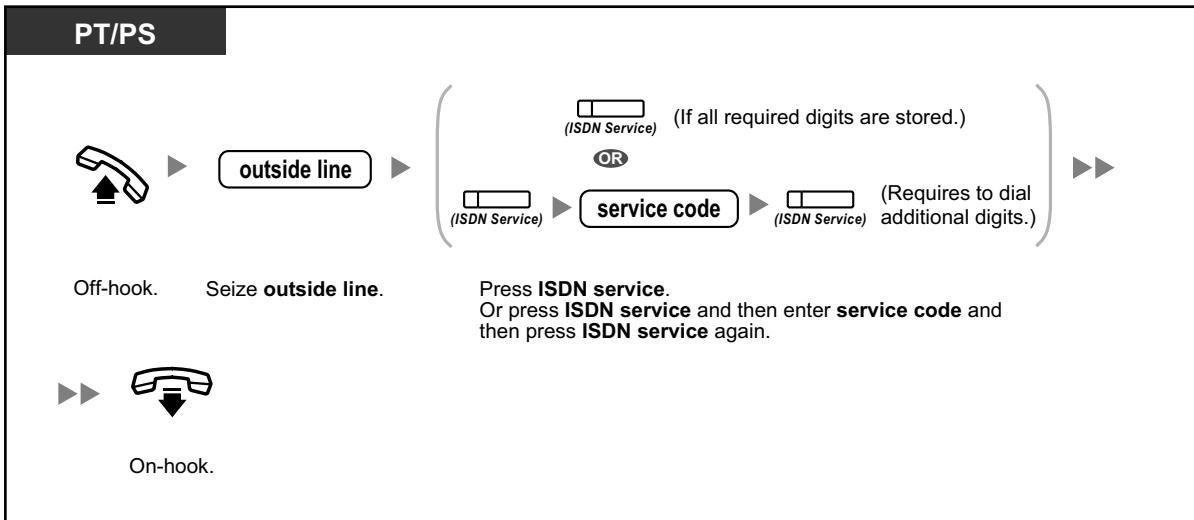 PT/PS
(ISDN Service)
(If all required digits are stored.)
OR
outside line
(ISDN Service)
service code
(ISDN Service)
(Requires to dial
additional digits.)
Off-hook.
Seize outside line.
Press ISDN service.
Or press ISDN service and then enter service code and
then press ISDN service again.
On-hook.